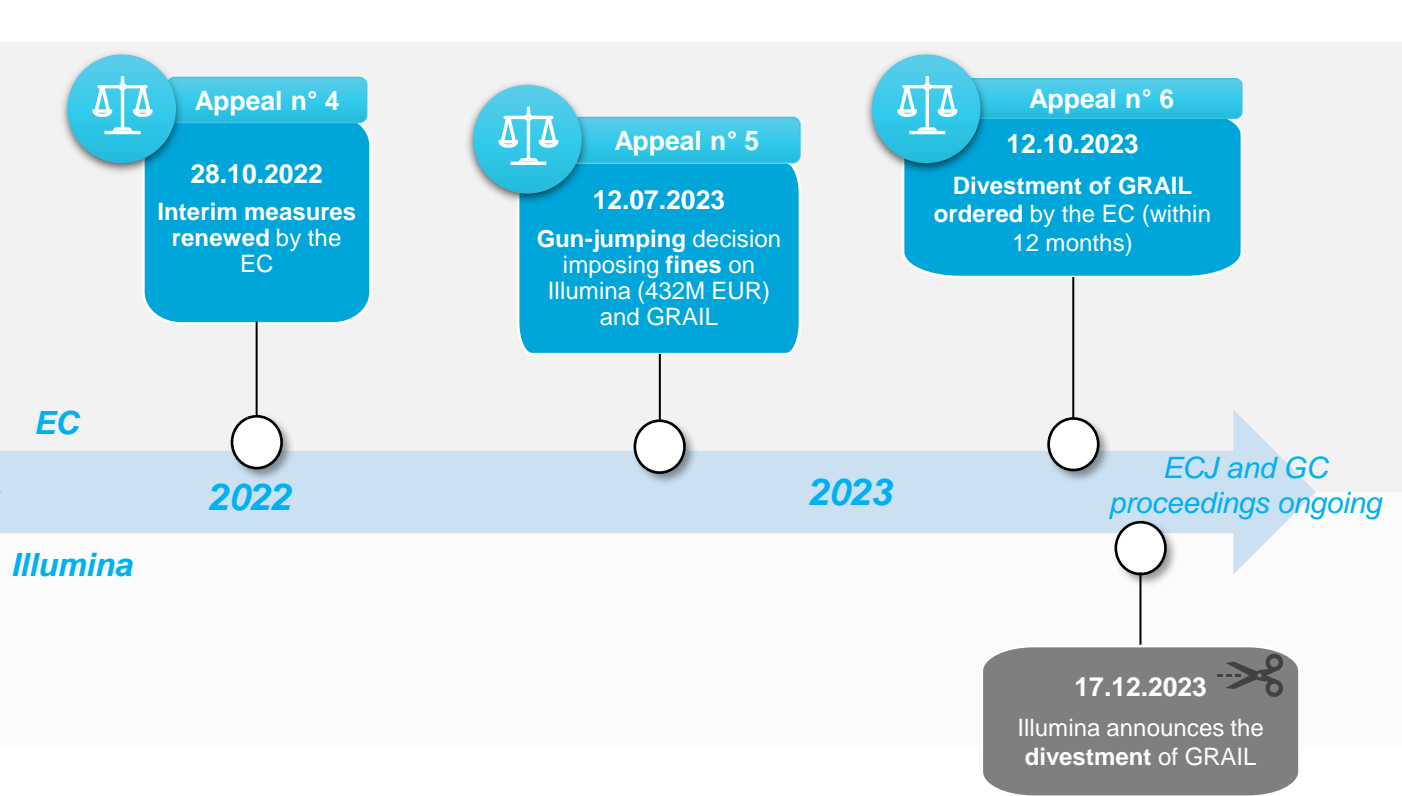 Appeal n° 4
28.10.2022
Interim measures
renewed by the
EC
Appeal n° 5
12.07.2023
Gun-jumping decision
imposing fines on
Illumina (432M EUR)
and GRAIL
Appeal n° 6
12.10.2023
Divestment of GRAIL
ordered by the EC (within
12 months)
EC
2022
2023
ECJ and GC
proceedings ongoing
Illumina
17.12.2023
Illumina announces the
divestment of GRAIL